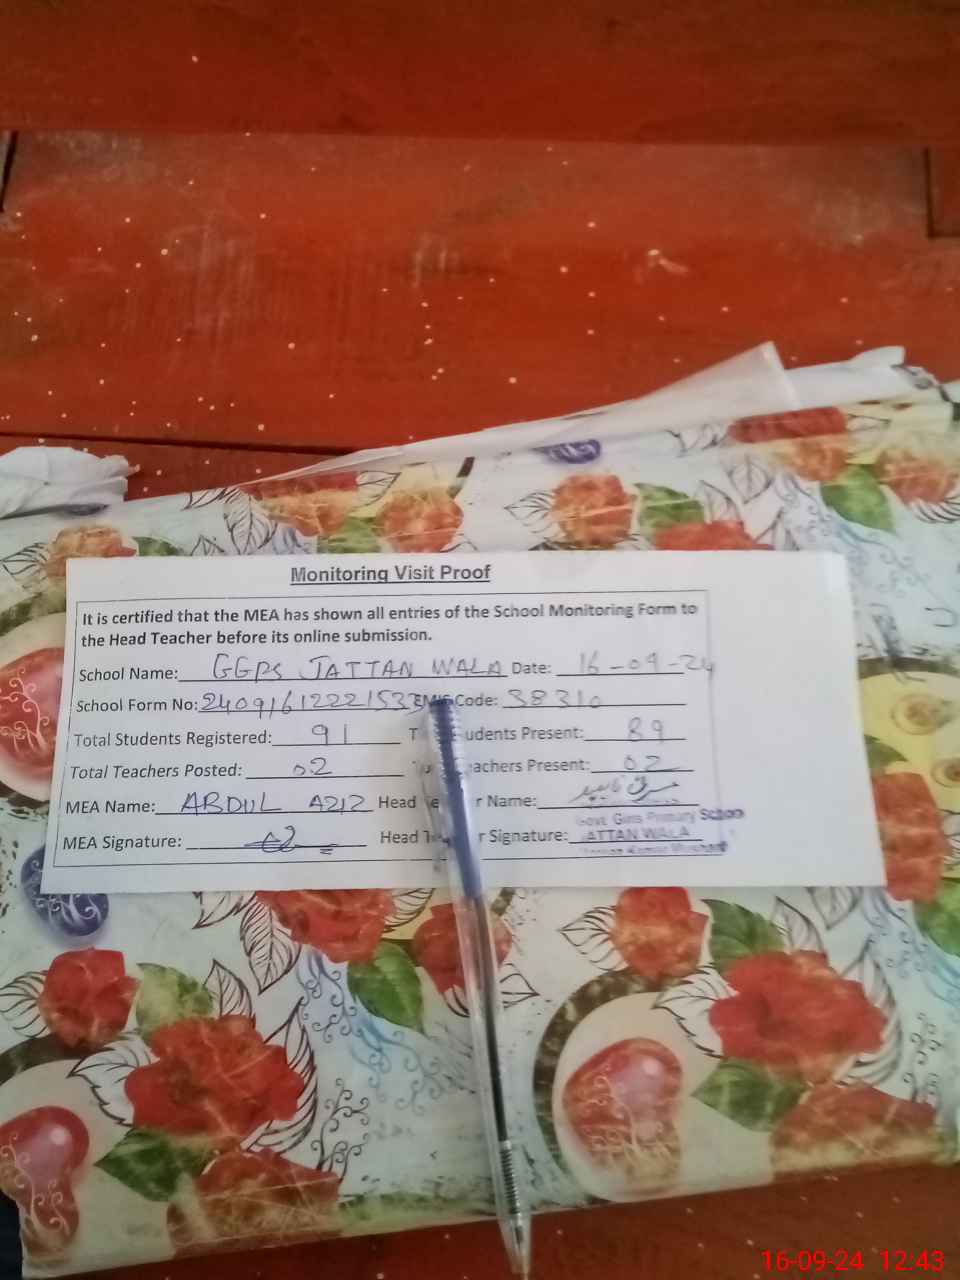 Monitoring Visit Proof
It is certified that the MEA has shown all entries of the School Monitoring Form to
the Head Teacher before its online submission.
School Name: GGPS JATTAN WALA Date: 16-09-24
School Form No: 24091612221533 Code: 38310
Total Students Registered: 91 T udents Present: 89
Total Teachers Posted: 02 achers Present: 02
MEA Name: ABDUL AZIZ Head r Name:
Govt Girls Primary School
MEA Signature: Head T r Signature: ATTAN WALA
16-09-24 12:43